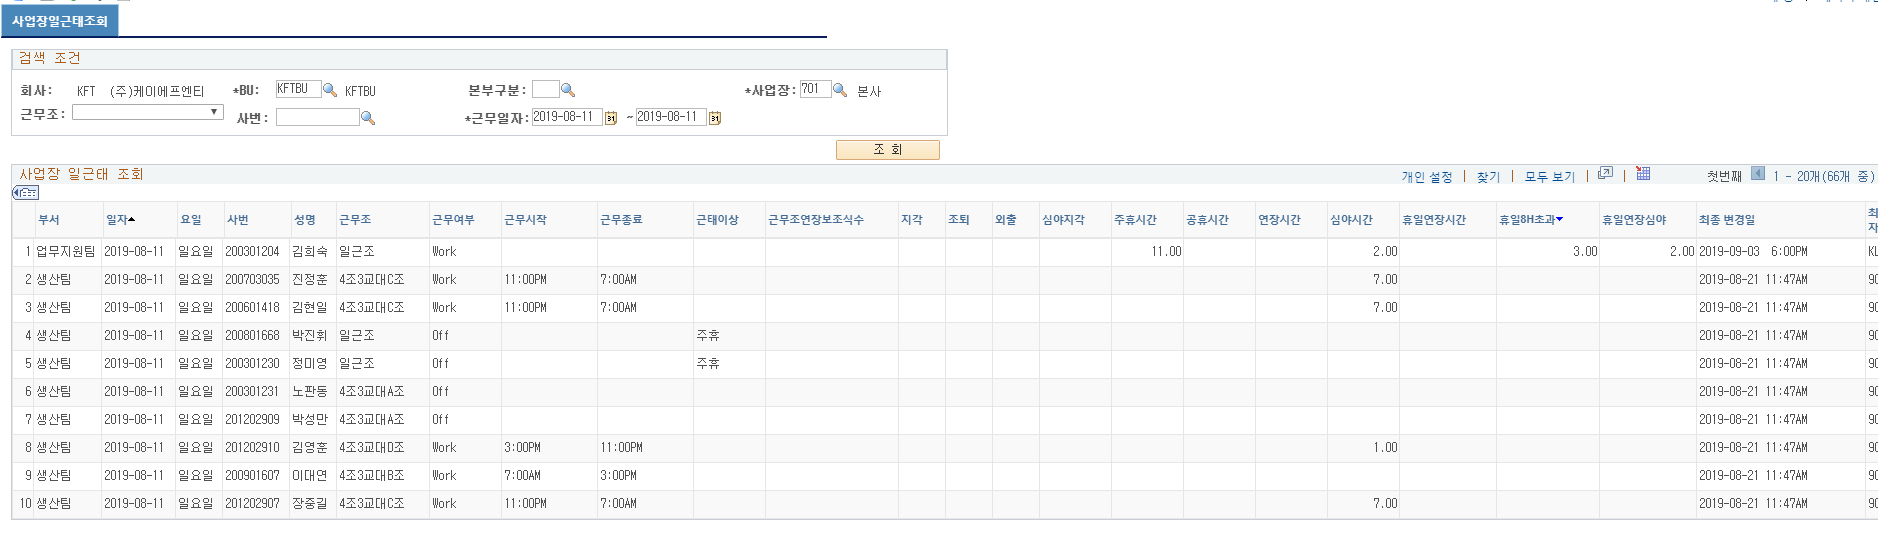 사업장일근태조회
검색 조건
회사: KFT (주)케이에프엔티 *BU: KFTBU KFTBU 본부구분: *사업장: 701 본사
근무조: 사번: *근무일자: 2019-08-11 ~ 2019-08-11
조 회
사업장 일근태 조회 개인 설정 | 찾기 | 모두 보기 | | 첫번째 1 - 20개(66개 중)
부서 일자 요일 사번 성명 근무조 근무여부 근무시작 근무종료 근태이상 근무조연장보조식수 지각 조퇴 외출 심야지각 주휴시간 공휴시간 연장시간 심야시간 휴일연장시간 휴일8H초과 휴일연장심야 최종 변경일
1 업무지원팀 2019-08-11 일요일 200301204 김희숙 일근조 Work 11.00 2.00 3.00 2.00 2019-09-03 6:00PM
2 생산팀 2019-08-11 일요일 200703035 진정훈 4조3교대C조 Work 11:00PM 7:00AM 7.00 2019-08-21 11:47AM
3 생산팀 2019-08-11 일요일 200601418 김현일 4조3교대C조 Work 11:00PM 7:00AM 7.00 2019-08-21 11:47AM
4 생산팀 2019-08-11 일요일 200801668 박진휘 일근조 Off 주휴 2019-08-21 11:47AM
5 생산팀 2019-08-11 일요일 200301230 정미영 일근조 Off 주휴 2019-08-21 11:47AM
6 생산팀 2019-08-11 일요일 200301231 노판동 4조3교대A조 Off 2019-08-21 11:47AM
7 생산팀 2019-08-11 일요일 201202909 박성만 4조3교대A조 Off 2019-08-21 11:47AM
8 생산팀 2019-08-11 일요일 201202910 김영훈 4조3교대D조 Work 3:00PM 11:00PM 1.00 2019-08-21 11:47AM
9 생산팀 2019-08-11 일요일 200901607 이대연 4조3교대B조 Work 7:00AM 3:00PM 2019-08-21 11:47AM
10 생산팀 2019-08-11 일요일 201202907 장중길 4조3교대C조 Work 11:00PM 7:00AM 7.00 2019-08-21 11:47AM